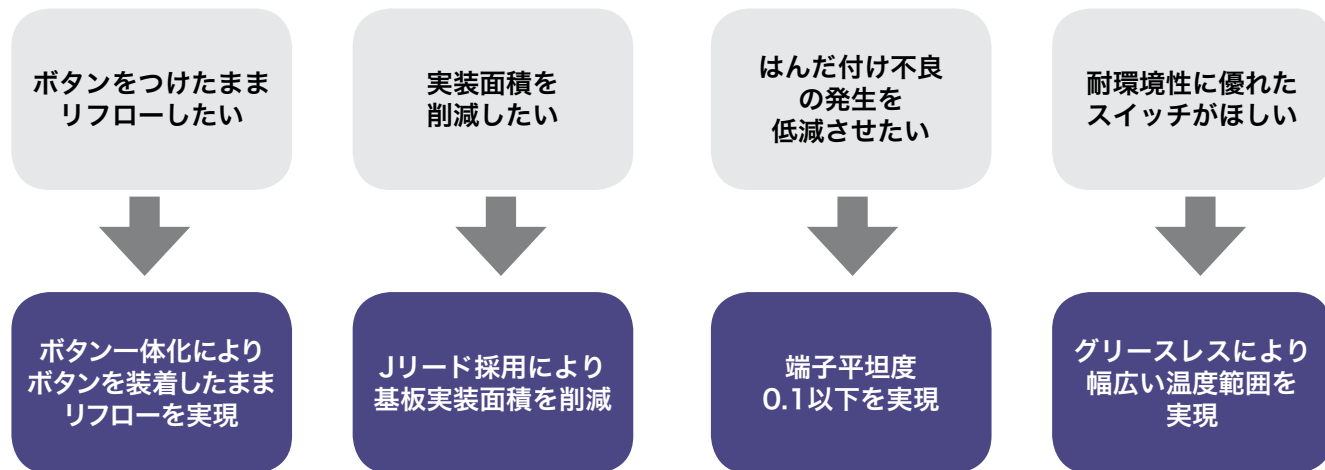 ボタンをつけたまま
リフローしたい
実装面積を
削減したい
はんだ付け不良
の発生を
低減させたい
耐環境性に優れた
スイッチがほしい
ボタン一体化により
ボタンを装着したまま
リフローを実現
Jリード採用により
基板実装面積を削減
端子平坦度
0.1以下を実現
グリースレスにより
幅広い温度範囲を
実現